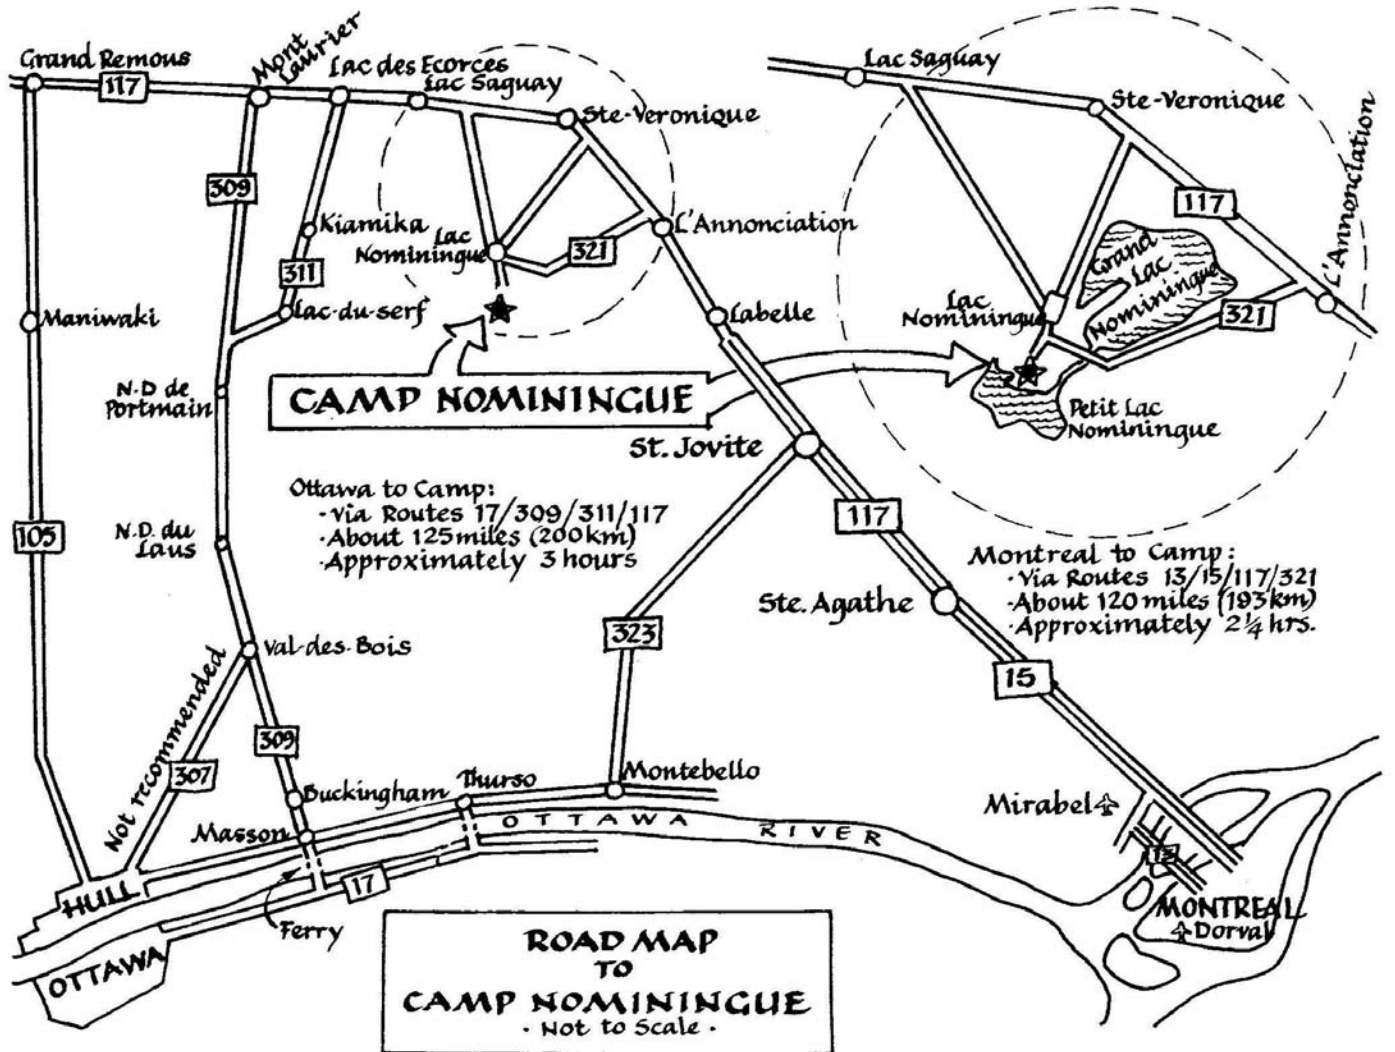 Grand Remous
117
Mont
Laurier
Lac des Ecorces
Lac Saguay
Ste-Veronique
309
Kiamika
311
Lac-du-serf
Lac
Nominingue
321
L'Annonciation
Labelle
Maniwaki
N.D de
Portmain
CAMP NOMININGUE
St. Jovite
Lac Saguay
Ste-Veronique
117
L'Annonciation
Grand
Lac
Nominingue
Lac
Nominingue
321
Petit Lac
Nominingue
Ottawa to Camp:
· Via Routes 17/309/311/117
· About 125 miles (200 km)
· Approximately 3 hours
105
N.D. du
Laus
117
Montreal to Camp:
· Via Routes 13/15/117/321
· About 120 miles (193 km)
· Approximately 2¼ hrs.
Ste. Agathe
323
15
Val-des-Bois
Not recommended
307
309
Buckingham
Thurso
Montebello
Masson
OTTAWA RIVER
Mirabel
13
MONTREAL
Dorval
HULL
17
Ferry
OTTAWA
ROAD MAP
TO
CAMP NOMININGUE
· Not to Scale ·